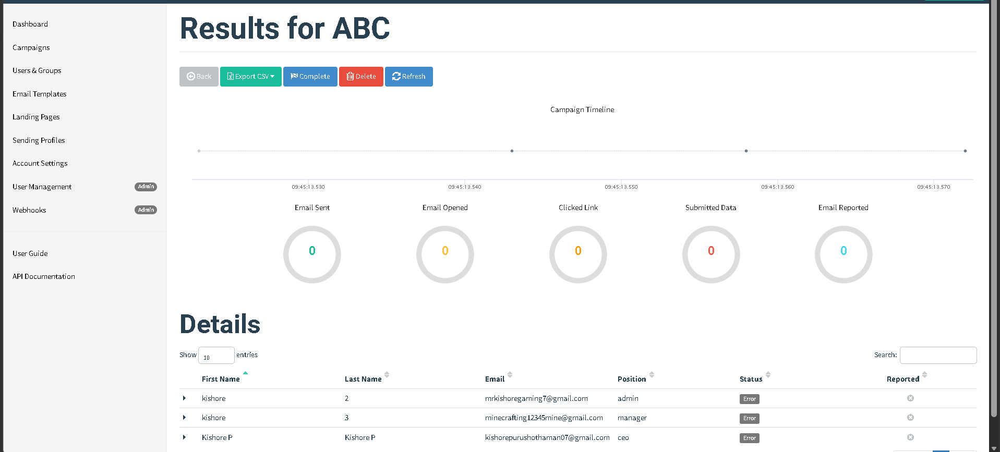 Dashboard
Campaigns
Users & Groups
Email Templates
Landing Pages
Sending Profiles
Account Settings
User Management Admin
Webhooks Admin
User Guide
API Documentation
Results for ABC
Back Export CSV Complete Delete Refresh
Campaign Timeline
09:45:13.530 09:45:13.540 09:45:13.550 09:45:13.560 09:45:13.570
Email Sent Email Opened Clicked Link Submitted Data Email Reported
0 0 0 0 0
Details
Show 10 entries Search:
First Name Last Name Email Position Status Reported
kishore 2 mrkishoregaming7@gmail.com admin Error
kishore 3 minecrafting12345mine@gmail.com manager Error
Kishore P Kishore P kishorepurushothaman07@gmail.com ceo Error